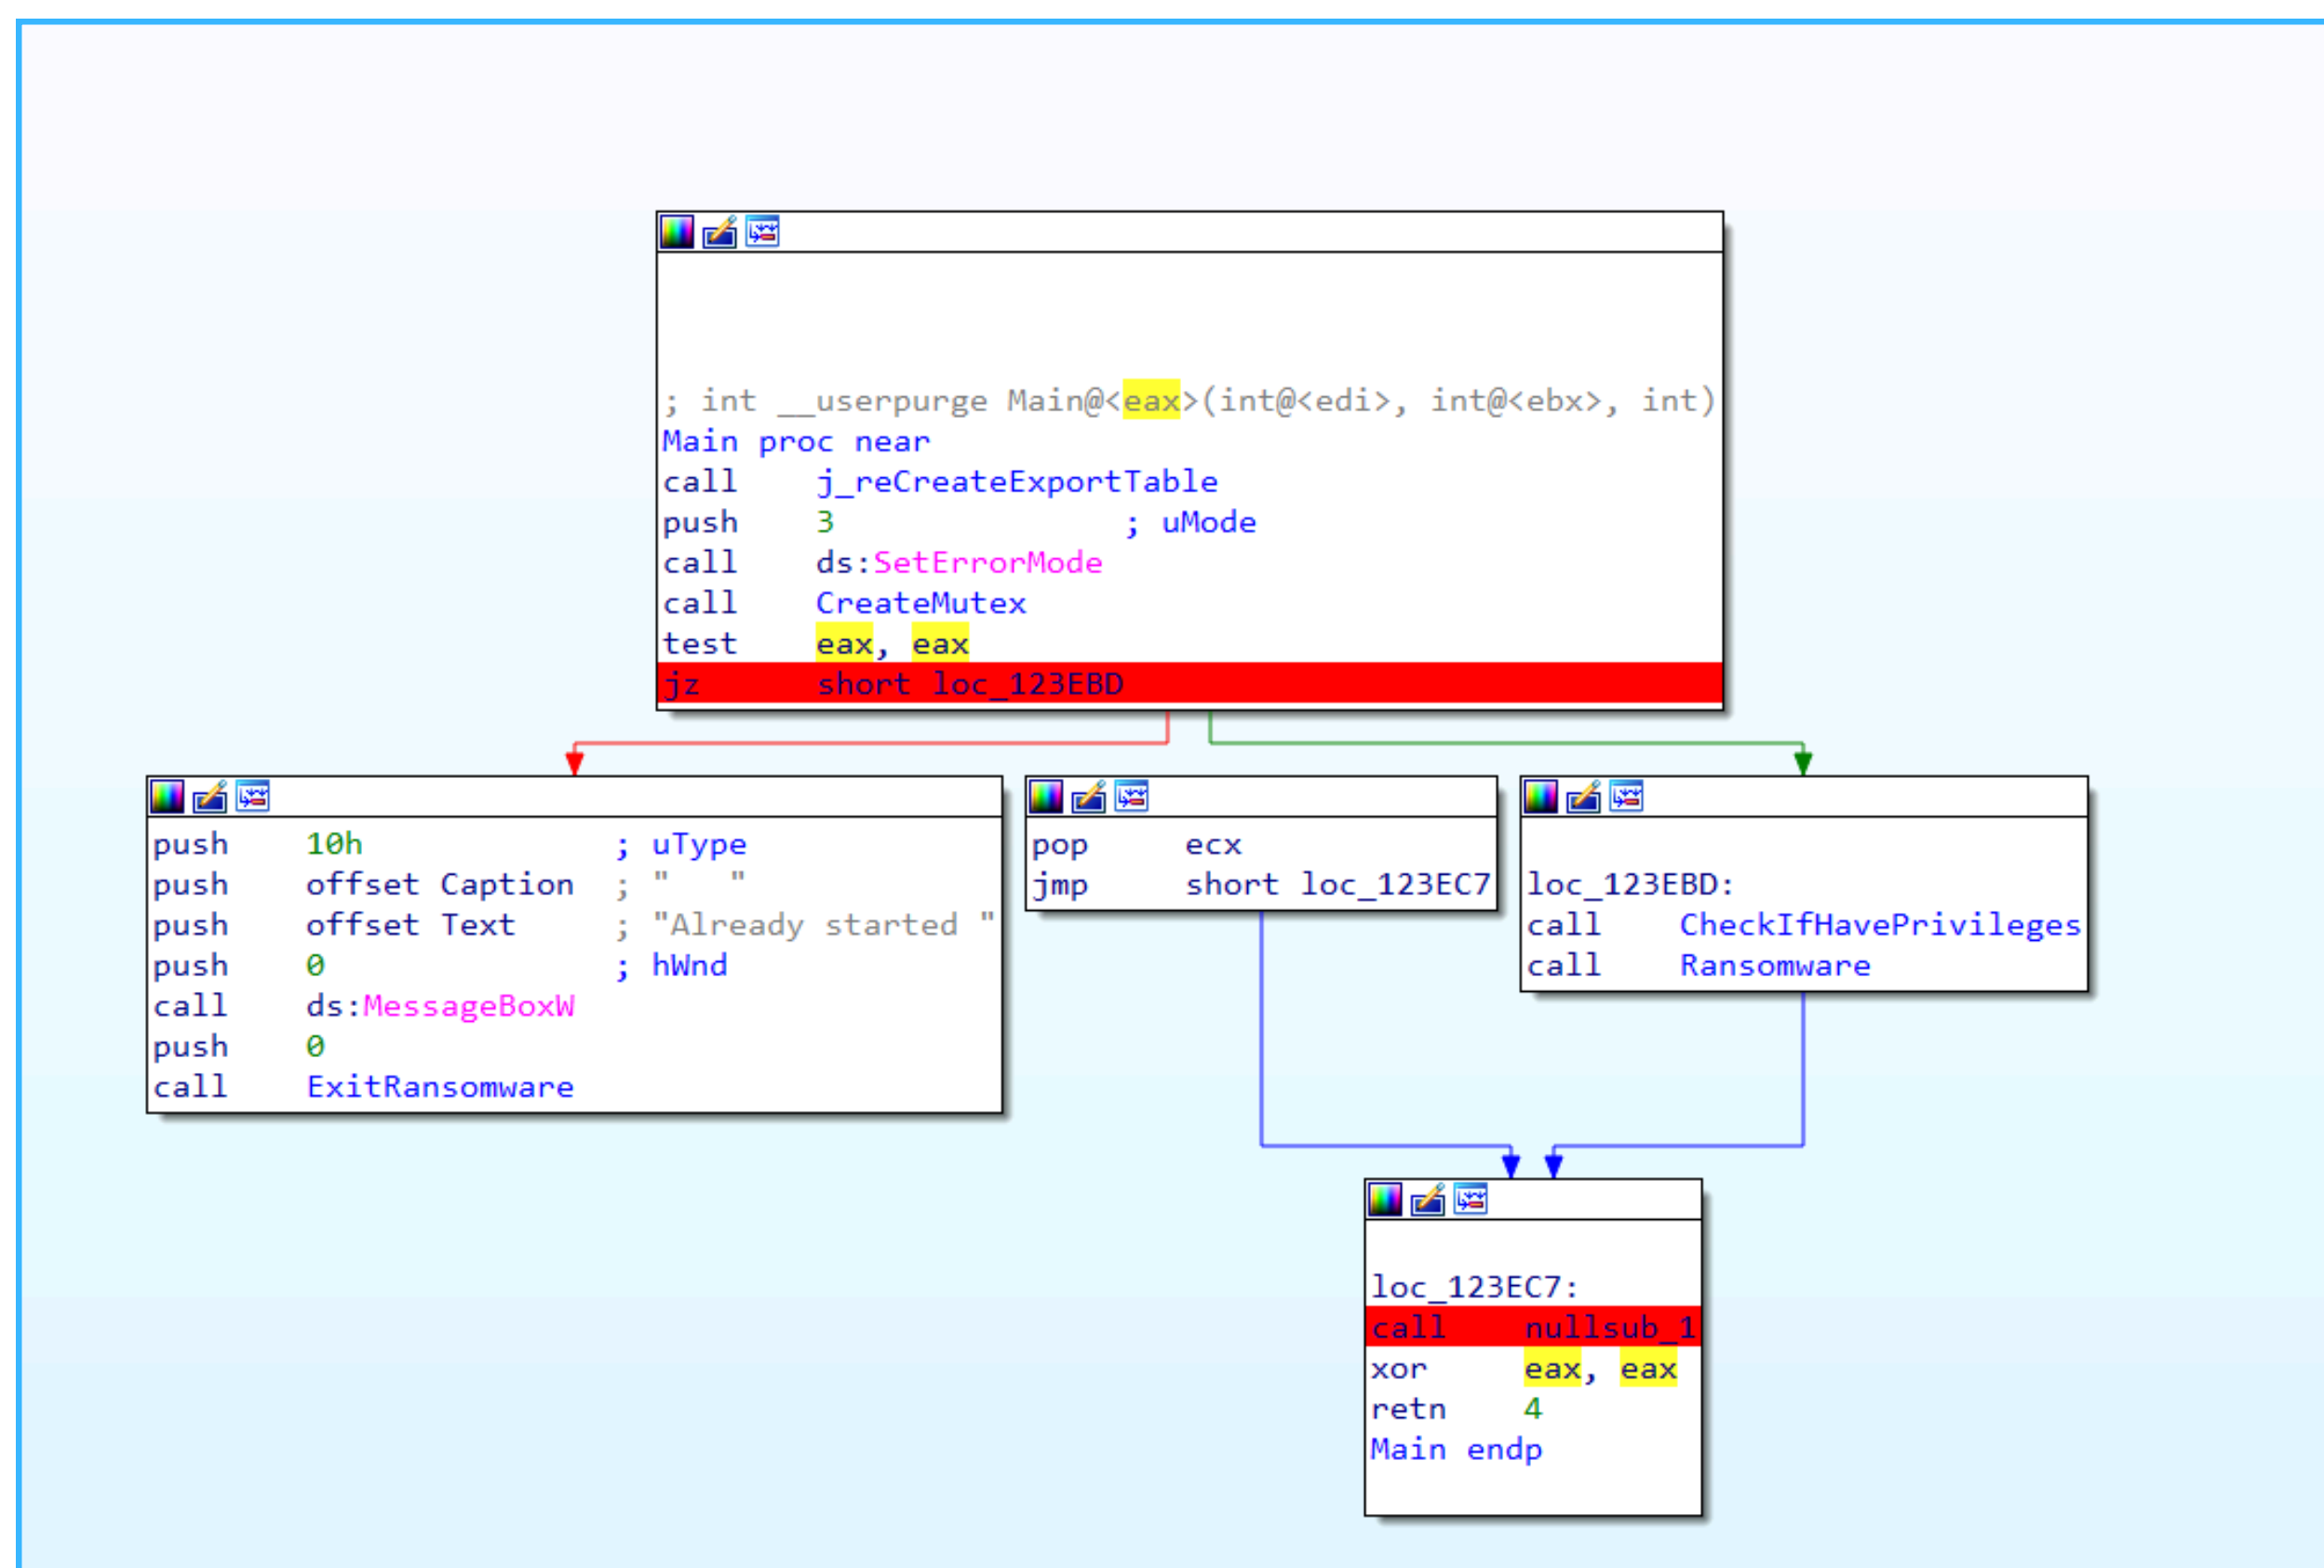 ; int __userpurge Main@<eax>(int@<edi>, int@<ebx>, int)
Main proc near
call j_reCreateExportTable
push 3 ; uMode
call ds:SetErrorMode
call CreateMutex
test eax, eax
jz short loc_123EBD
push 10h ; uType
push offset Caption ; "   "
push offset Text ; "Already started "
push 0 ; hWnd
call ds:MessageBoxW
push 0
call ExitRansomware
pop ecx
jmp short loc_123EC7
loc_123EBD:
call CheckIfHavePrivileges
call Ransomware
loc_123EC7:
call nullsub_1
xor eax, eax
retn 4
Main endp